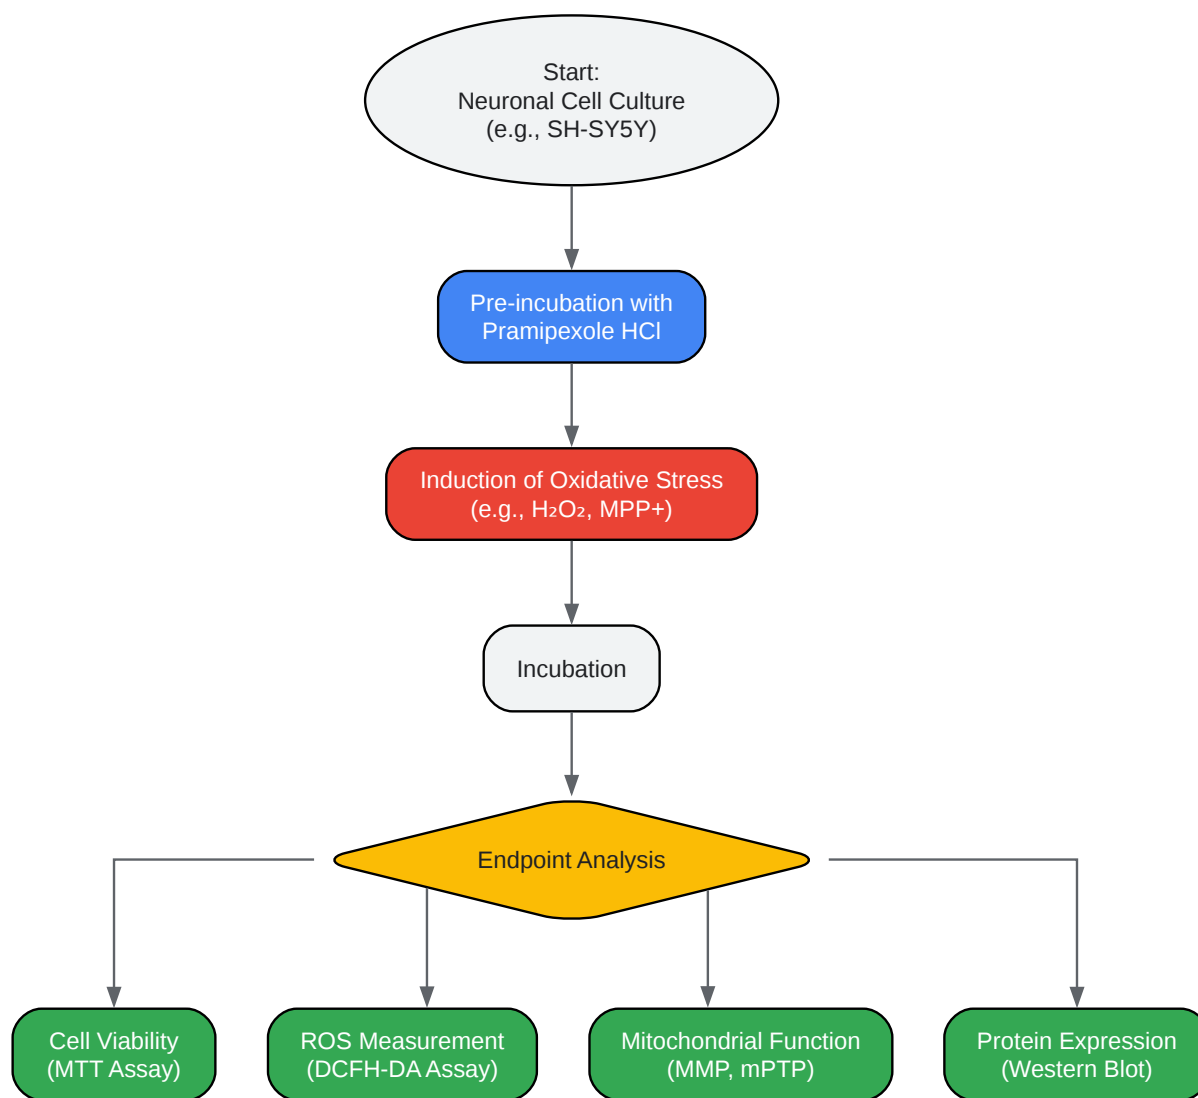 Start:
Neuronal Cell Culture
(e.g., SH-SY5Y)
Pre-incubation with
Pramipexole HCl
Induction of Oxidative Stress
(e.g., H₂O₂, MPP+)
Incubation
Endpoint Analysis
Cell Viability
(MTT Assay)
ROS Measurement
(DCFH-DA Assay)
Mitochondrial Function
(MMP, mPTP)
Protein Expression
(Western Blot)